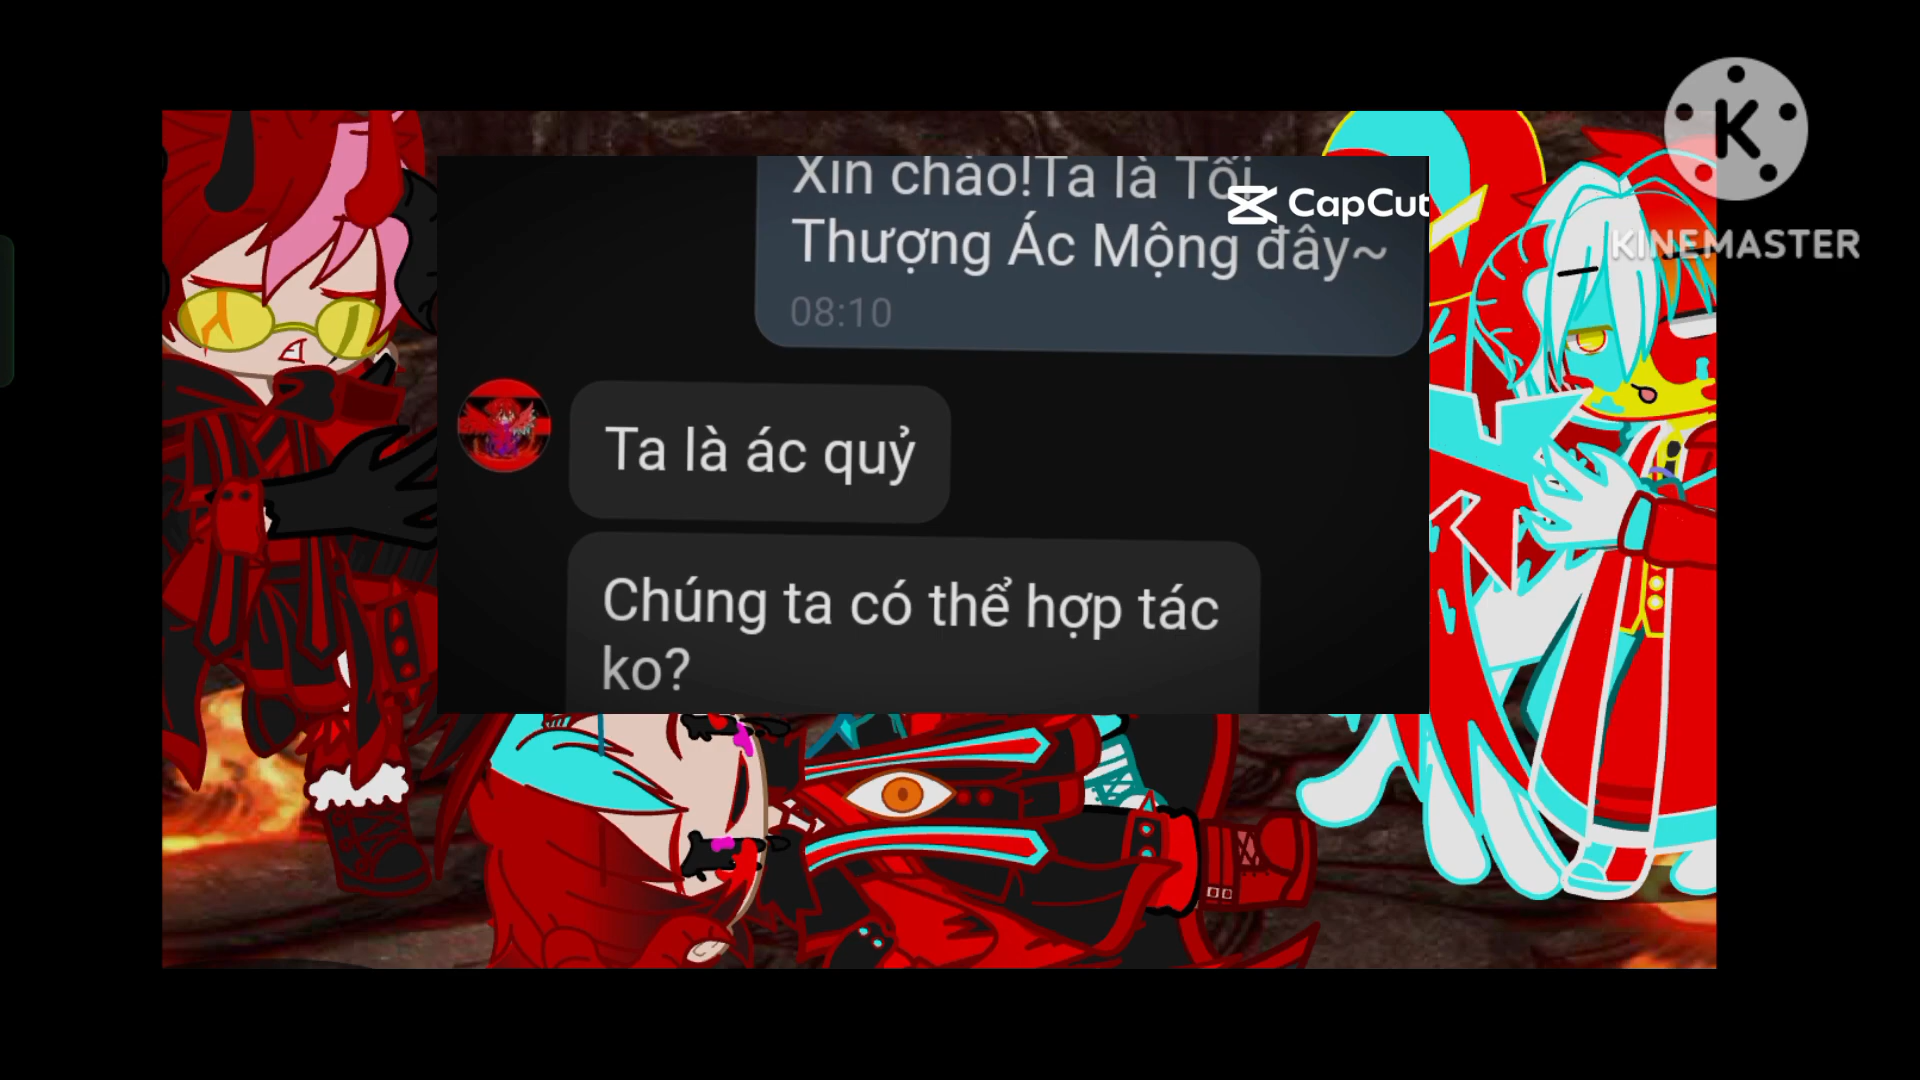 Xin chào!Ta là Tối
Thượng Ác Mộng đây~
08:10
CapCut
K
KINEMASTER
Ta là ác quỷ
Chúng ta có thể hợp tác
ko?